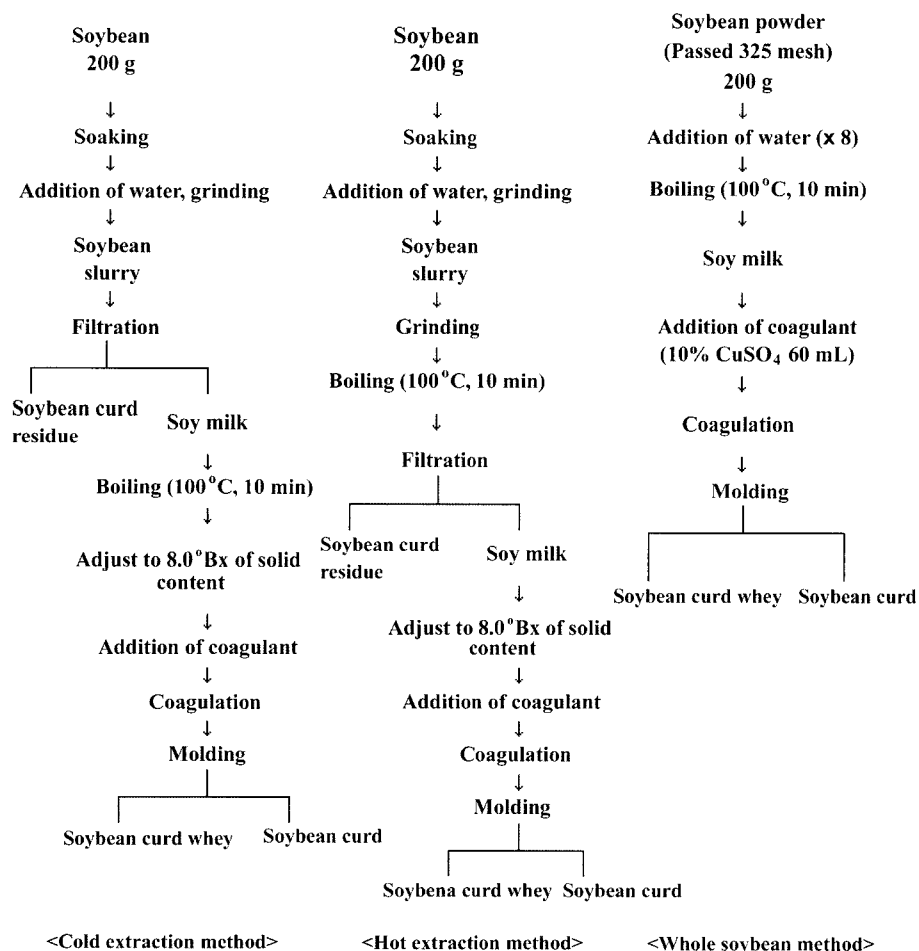 Soybean
200 g
↓
Soaking
↓
Addition of water, grinding
↓
Soybean
slurry
↓
Filtration
Soybean curd
residue
Soy milk
↓
Boiling (100°C, 10 min)
↓
Adjust to 8.0°Bx of solid
content
↓
Addition of coagulant
↓
Coagulation
↓
Molding
Soybean curd whey
Soybean curd
<Cold extraction method>
Soybean
200 g
↓
Soaking
↓
Addition of water, grinding
↓
Soybean
slurry
↓
Grinding
↓
Boiling (100°C, 10 min)
↓
Filtration
Soybean curd
residue
Soy milk
↓
Adjust to 8.0°Bx of solid
content
↓
Addition of coagulant
↓
Coagulation
↓
Molding
Soybena curd whey
Soybean curd
<Hot extraction method>
Soybean powder
(Passed 325 mesh)
200 g
↓
Addition of water (x 8)
↓
Boiling (100°C, 10 min)
↓
Soy milk
↓
Addition of coagulant
(10% CuSO₄ 60 mL)
↓
Coagulation
↓
Molding
Soybean curd whey
Soybean curd
<Whole soybean method>